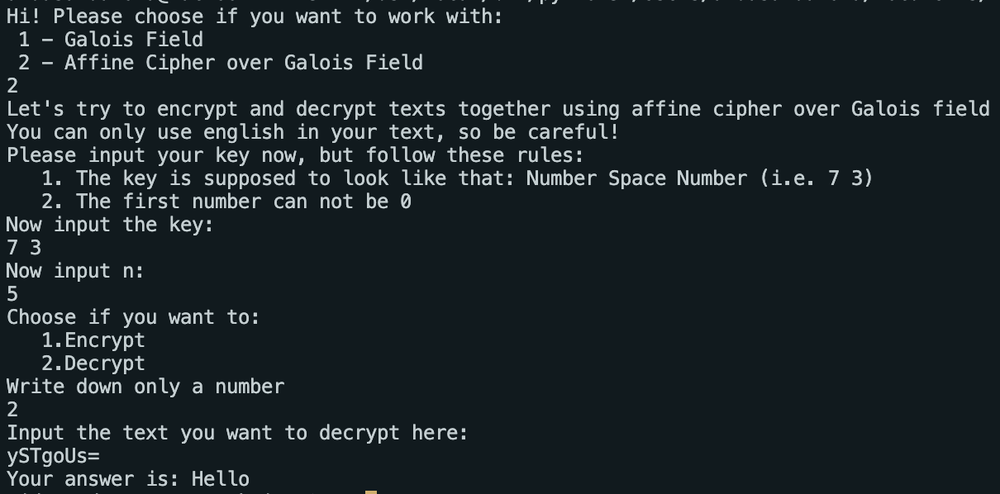 Hi! Please choose if you want to work with:
1 - Galois Field
2 - Affine Cipher over Galois Field
2
Let's try to encrypt and decrypt texts together using affine cipher over Galois field
You can only use english in your text, so be careful!
Please input your key now, but follow these rules:
1. The key is supposed to look like that: Number Space Number (i.e. 7 3)
2. The first number can not be 0
Now input the key:
7 3
Now input n:
5
Choose if you want to:
1.Encrypt
2.Decrypt
Write down only a number
2
Input the text you want to decrypt here:
ySTgoUs=
Your answer is: Hello